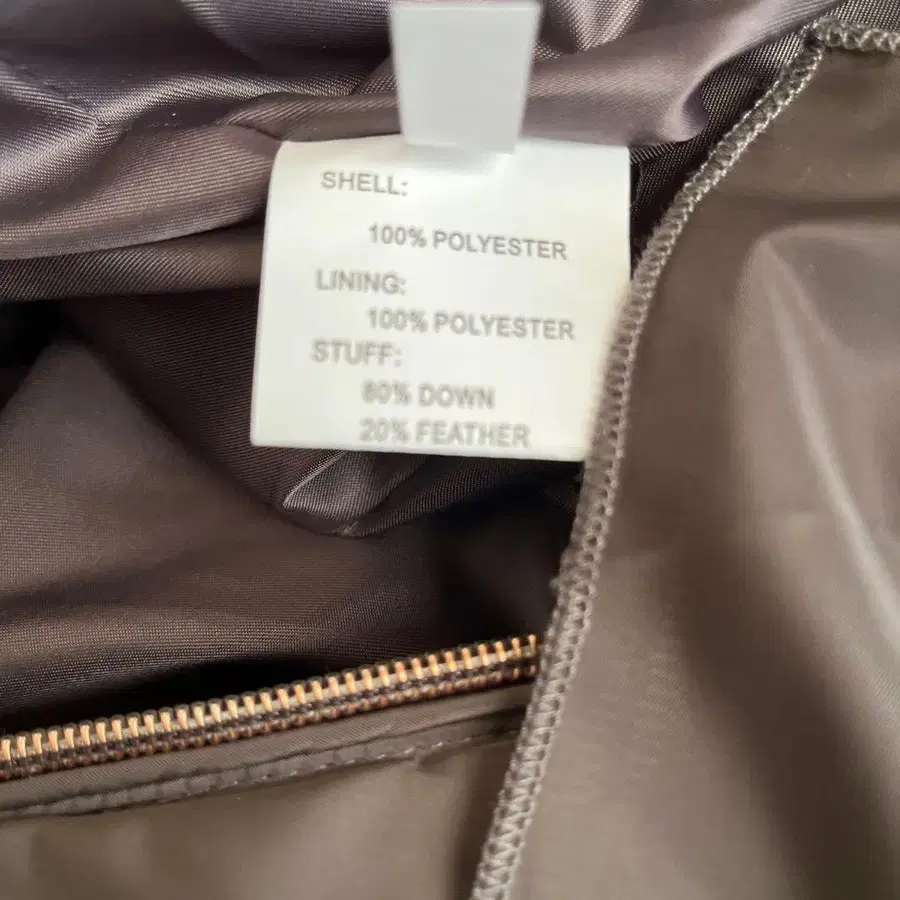 SHELL:
100% POLYESTER
LINING:
100% POLYESTER
STUFF:
80% DOWN
20% FEATHER